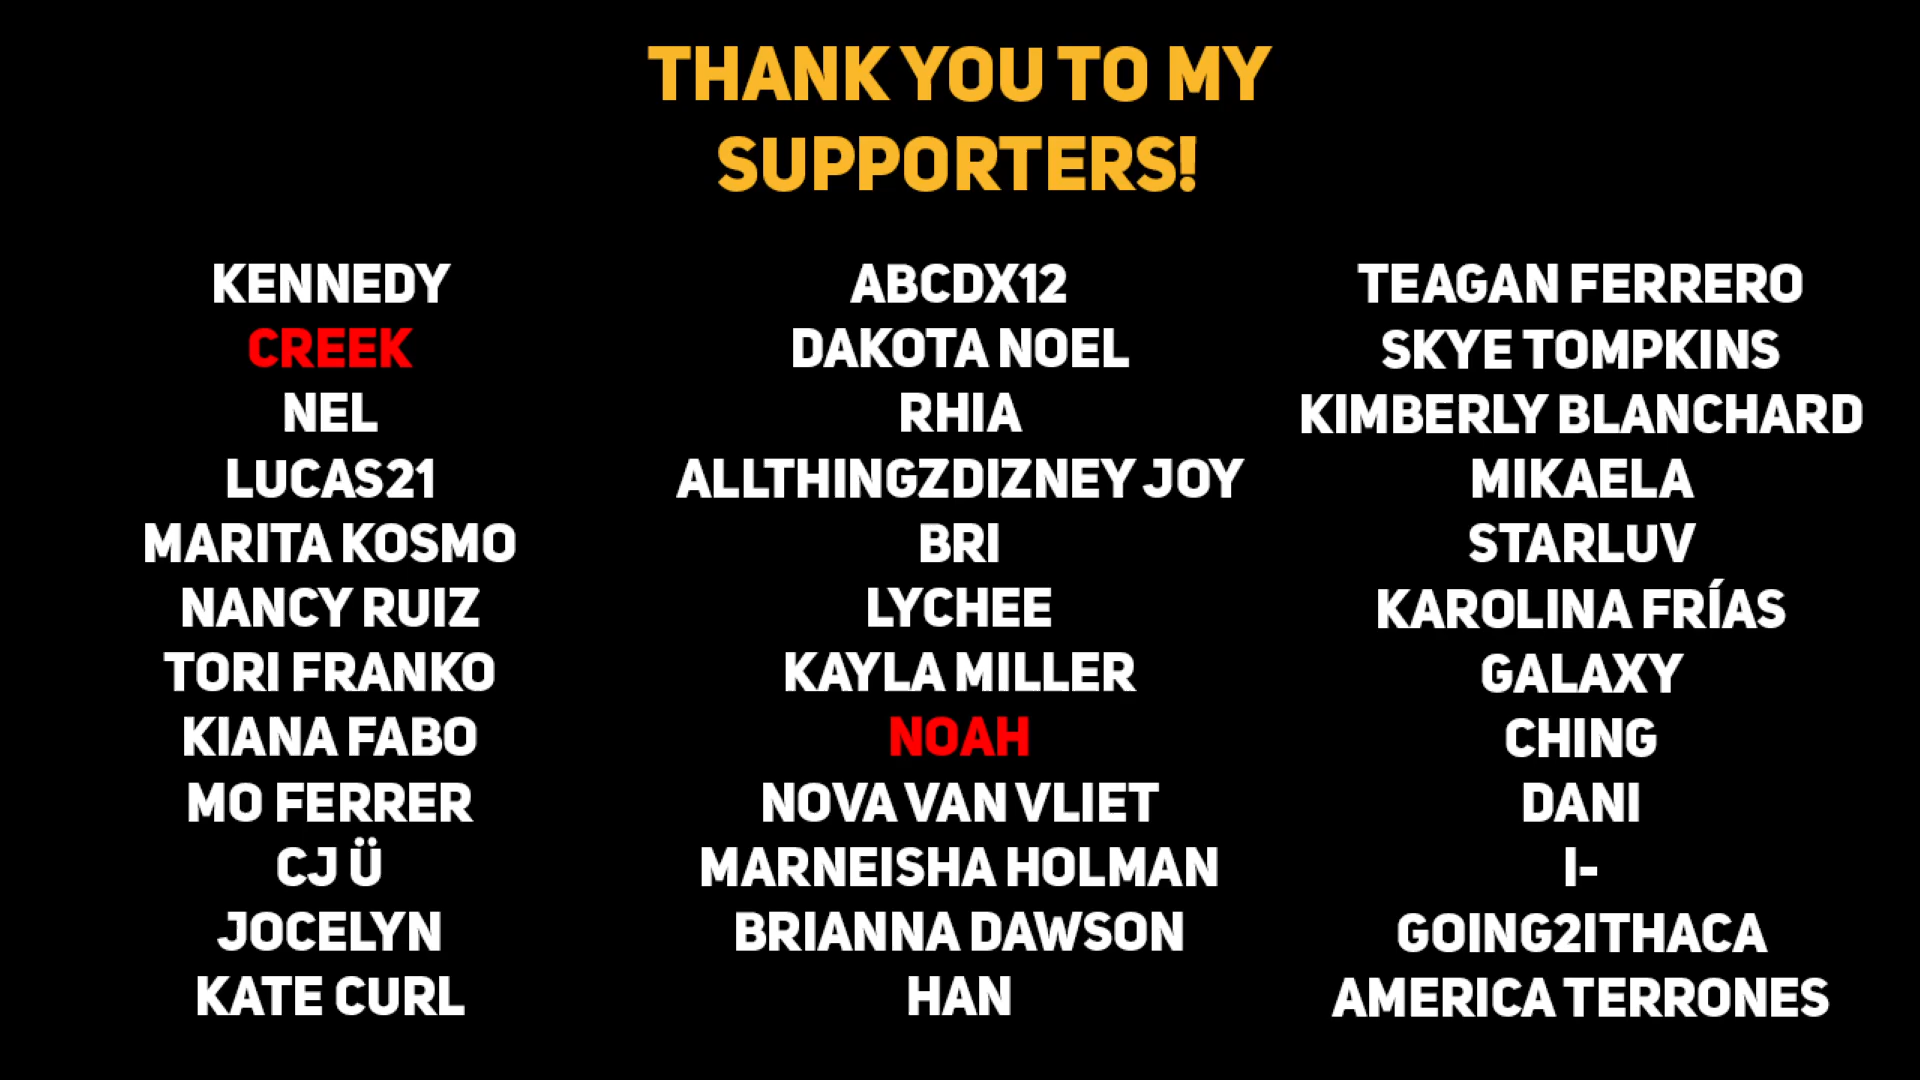 THANK YOU TO MY
SUPPORTERS!
KENNEDY
CREEK
NEL
LUCAS21
MARITA KOSMO
NANCY RUIZ
TORI FRANKO
KIANA FABO
MO FERRER
CJ Ü
JOCELYN
KATE CURL
ABCDX12
DAKOTA NOEL
RHIA
ALLTHINGZDIZNEY JOY
BRI
LYCHEE
KAYLA MILLER
NOAH
NOVA VAN VLIET
MARNEISHA HOLMAN
BRIANNA DAWSON
HAN
TEAGAN FERRERO
SKYE TOMPKINS
KIMBERLY BLANCHARD
MIKAELA
STARLUV
KAROLINA FRÍAS
GALAXY
CHING
DANI
I-
GOING2ITHACA
AMERICA TERRONES